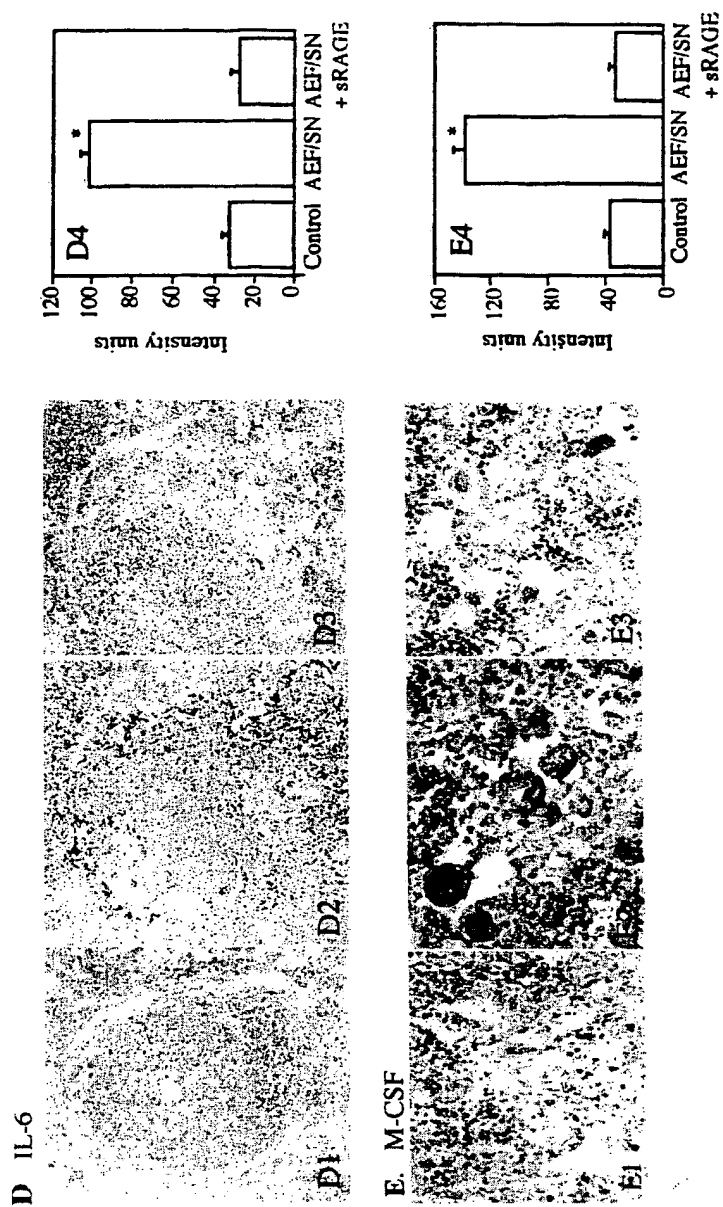 D IL-6
D1
D2
D3
D4
Intensity units
120
100
80
60
40
20
0
*
Control AEF/SN AEF/SN
+ sRAGE
E. M-CSF
E1
E3
E4
Intensity units
160
120
80
40
0
*
Control AEF/SN AEF/SN
+ sRAGE